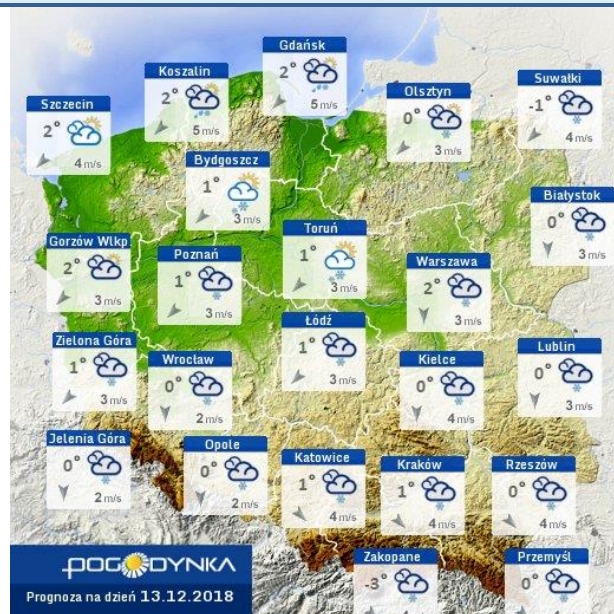 Gdańsk
2°
5 m/s
Koszalin
2°
5 m/s
Suwałki
-1°
4 m/s
Olsztyn
0°
3 m/s
Szczecin
2°
4 m/s
Bydgoszcz
1°
3 m/s
Białystok
0°
3 m/s
Toruń
1°
3 m/s
Gorzów Wlkp
2°
3 m/s
Poznań
1°
3 m/s
Warszawa
2°
3 m/s
Łódź
1°
3 m/s
Zielona Góra
1°
3 m/s
Wrocław
0°
2 m/s
Kielce
0°
4 m/s
Lublin
0°
3 m/s
Jelenia Góra
0°
2 m/s
Opole
0°
2 m/s
Katowice
1°
4 m/s
Kraków
1°
4 m/s
Rzeszów
0°
4 m/s
Zakopane
-3°
Przemyśl
0°
POGODYNKA
Prognoza na dzień 13.12.2018